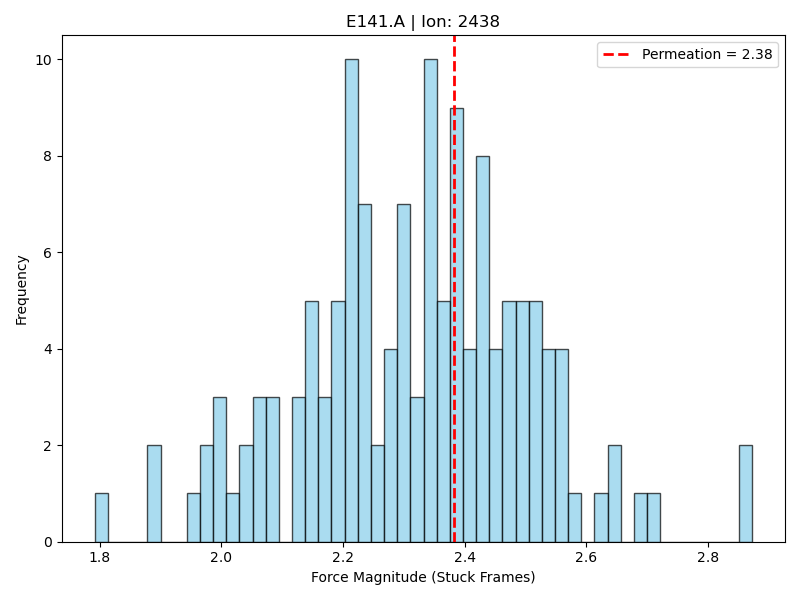 E141.A | Ion: 2438
Permeation = 2.38
10
8
6
4
2
0
Frequency
1.8 2.0 2.2 2.4 2.6 2.8
Force Magnitude (Stuck Frames)